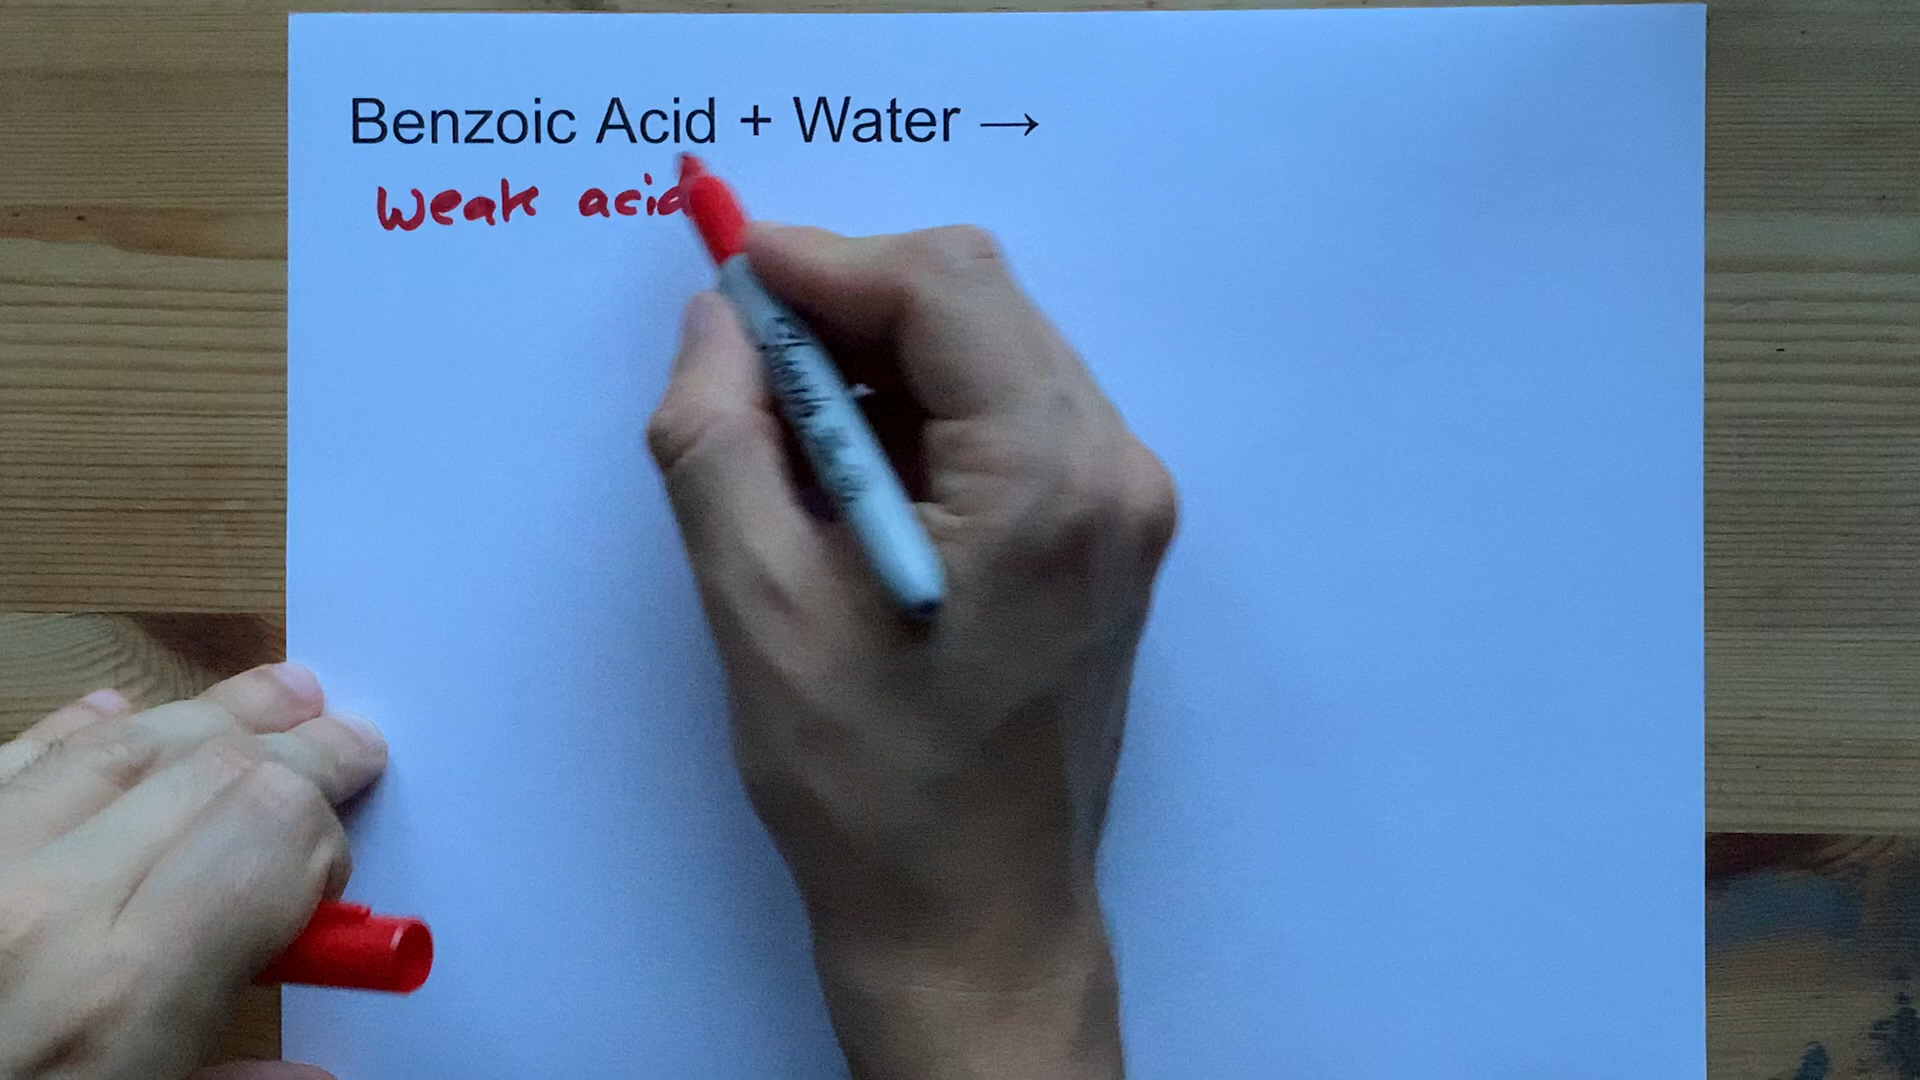 Benzoic Acid + Water →
Weak acid